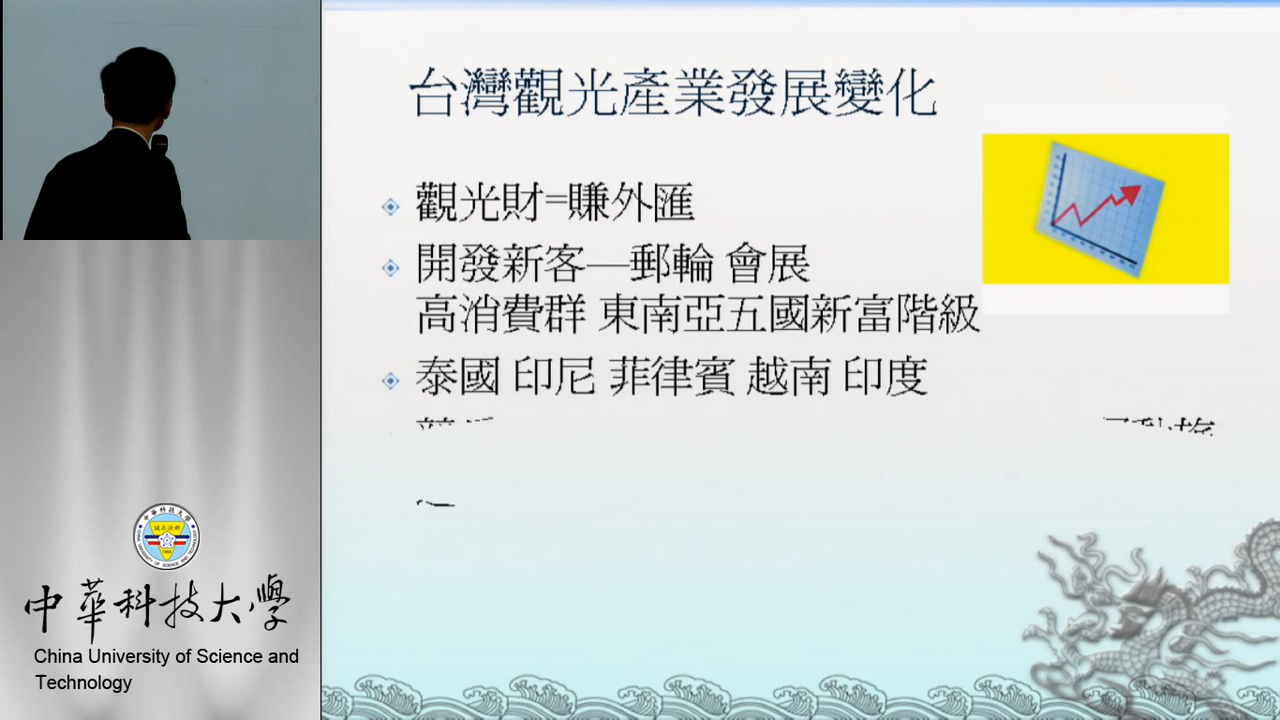 台灣觀光產業發展變化
觀光財=賺外匯
開發新客—郵輪 會展
高消費群 東南亞五國新富階級
泰國 印尼 菲律賓 越南 印度
中華科技大學
China University of Science and
Technology